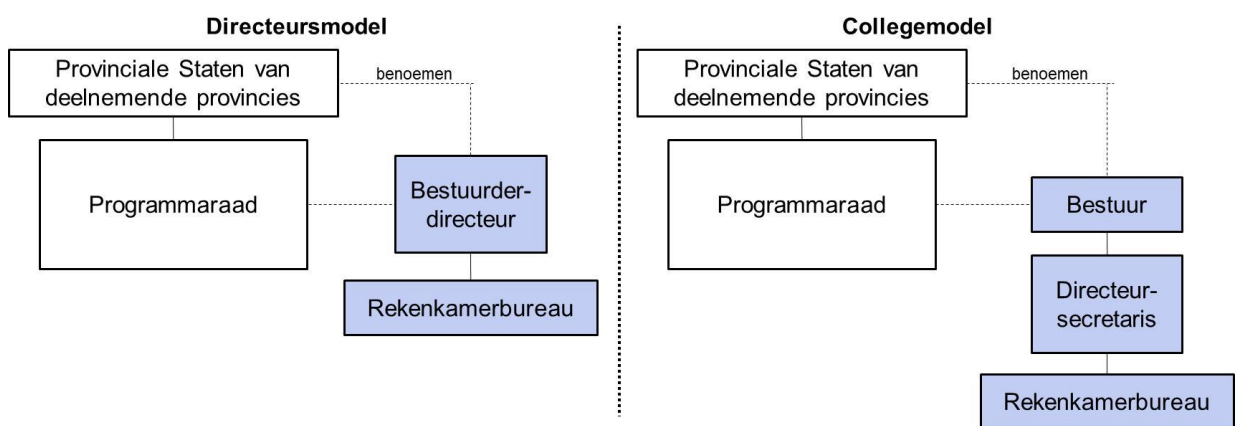 Directeursmodel
Provinciale Staten van
deelnemende provincies
benoemen
Programmaraad
Bestuurder-
directeur
Rekenkamerbureau
Collegemodel
Provinciale Staten van
deelnemende provincies
benoemen
Programmaraad
Bestuur
Directeur-
secretaris
Rekenkamerbureau